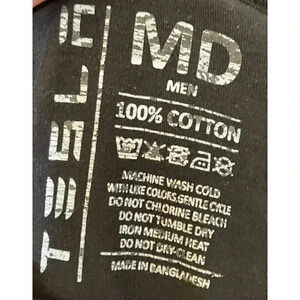 TESLA
MD
MEN
100% COTTON
MACHINE WASH COLD
WITH LIKE COLORS,GENTLE CYCLE
DO NOT CHLORINE BLEACH
DO NOT TUMBLE DRY
IRON MEDIUM HEAT
DO NOT DRY-CLEAN
MADE IN BANGLADESH